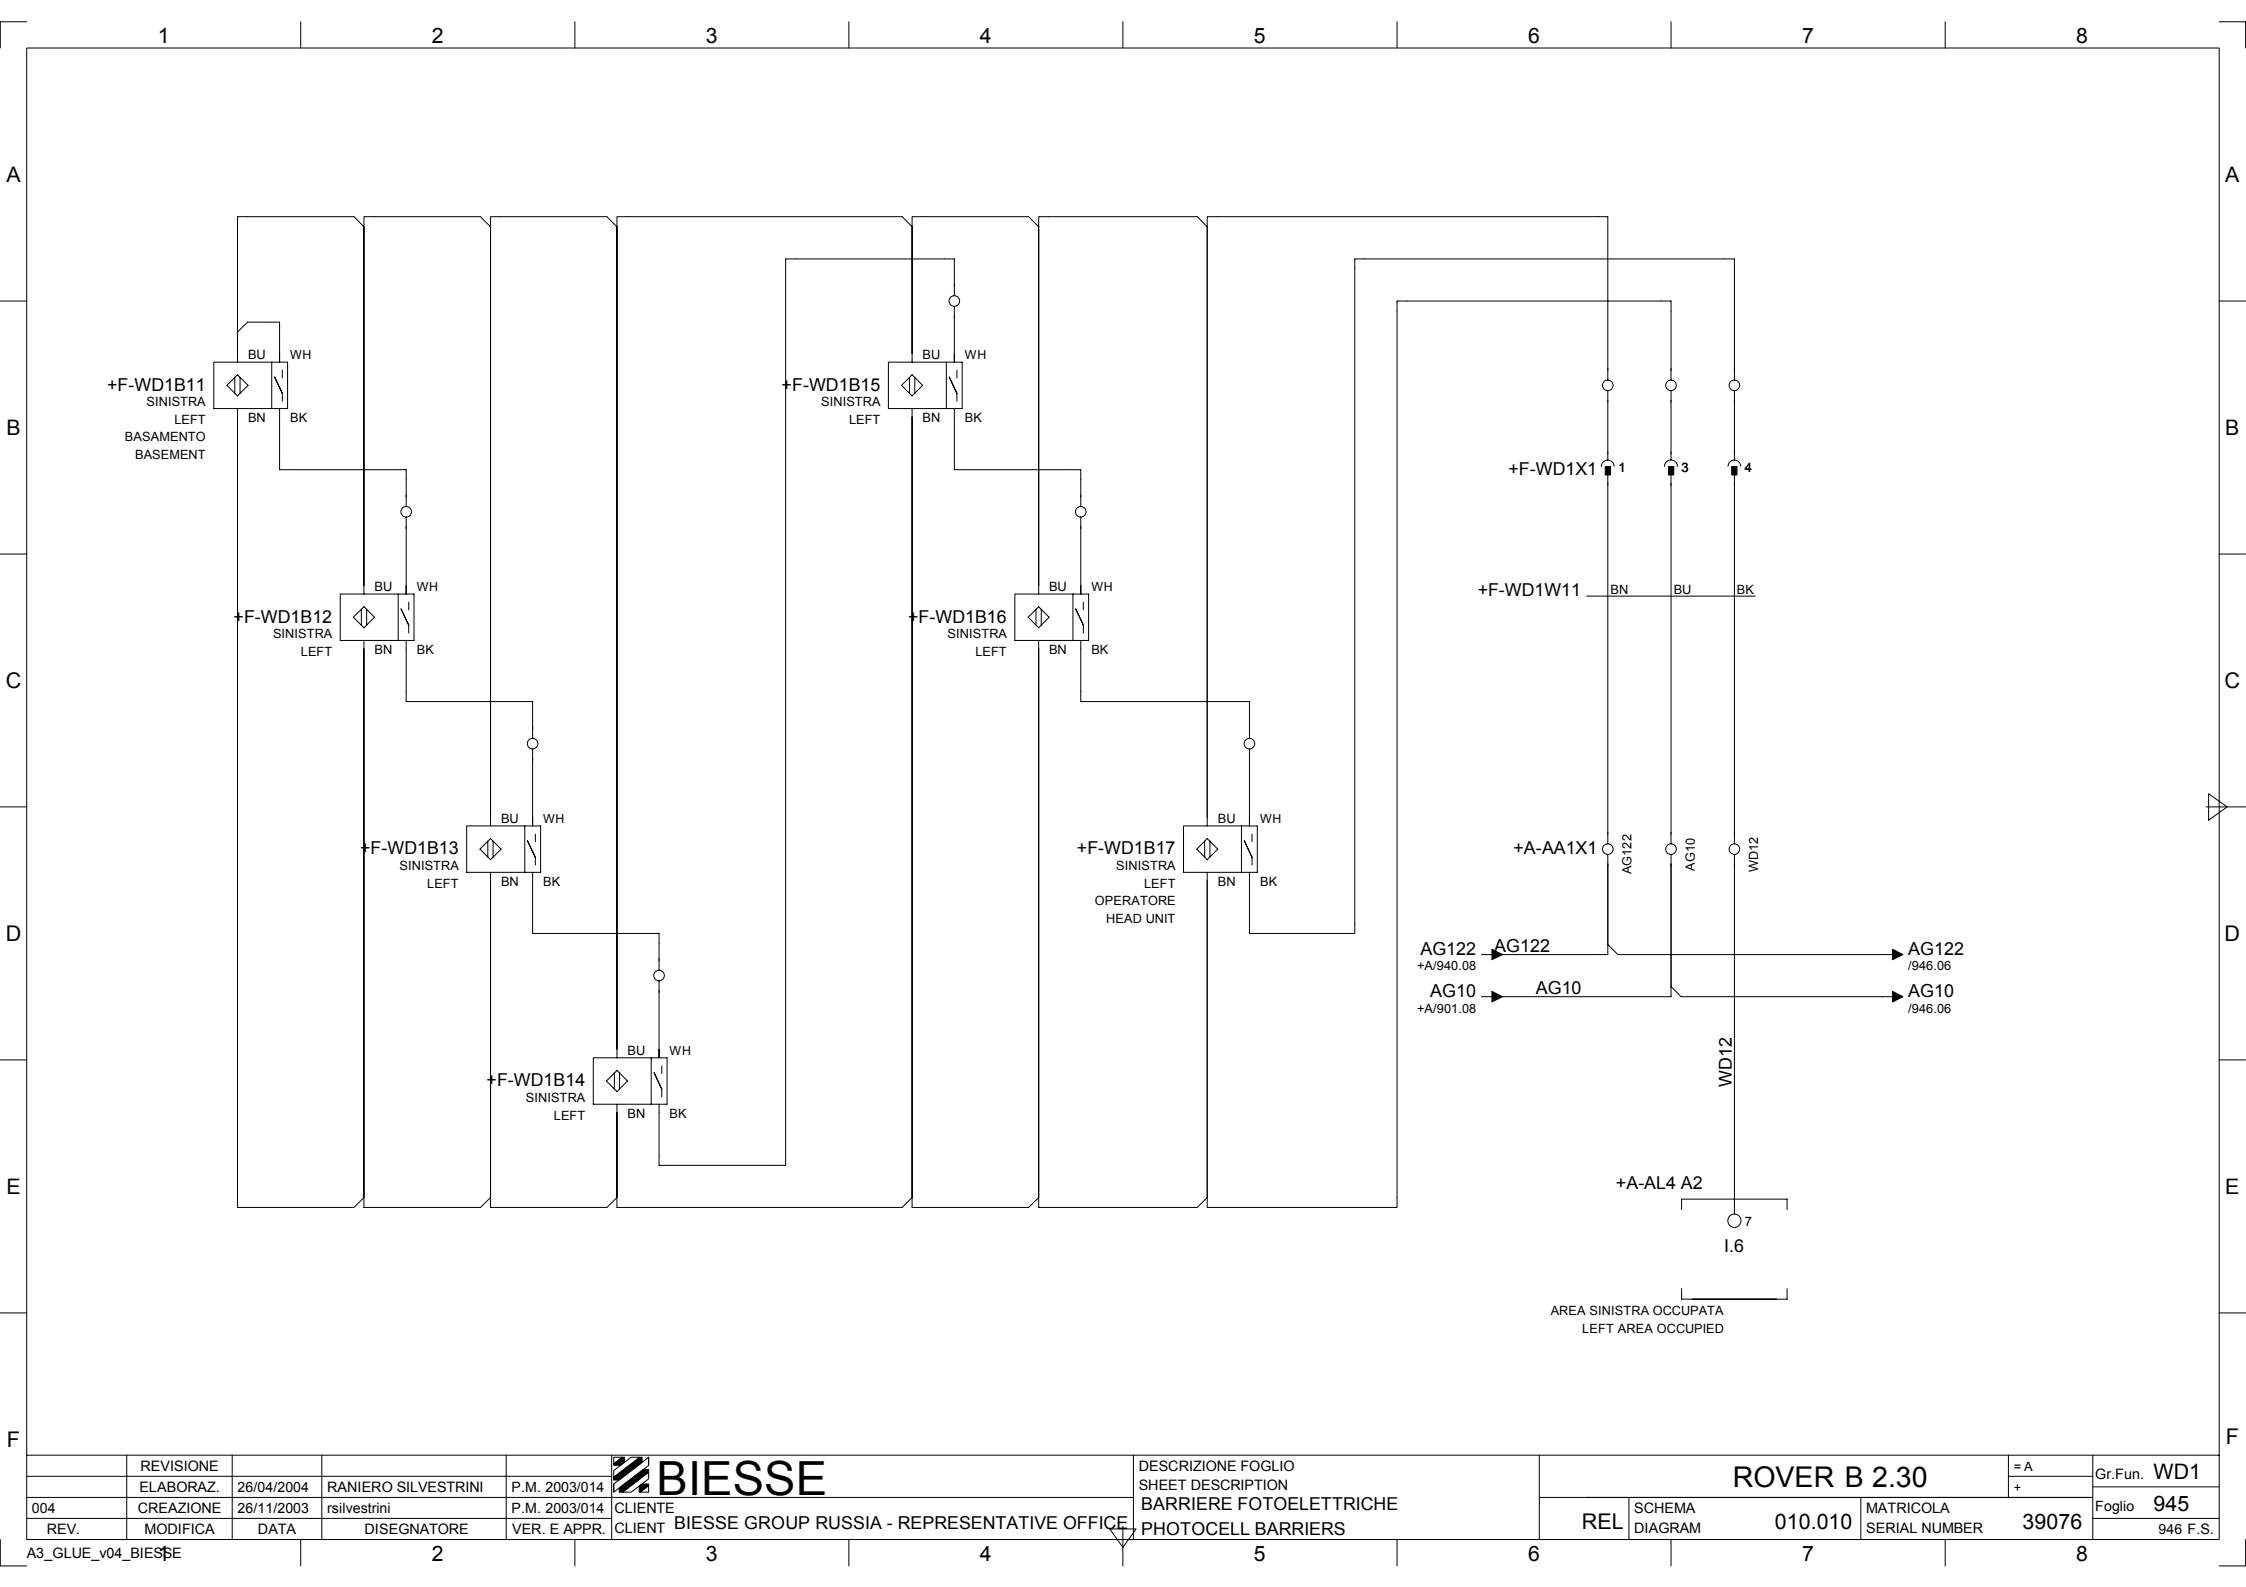 1 2 3 4 5 6 7 8
A A
B B
C C
D D
E E
F F
BU WH
+F-WD1B11
SINISTRA
LEFT
BASAMENTO
BASEMENT
BN BK
BU WH
+F-WD1B12
SINISTRA
LEFT
BN BK
BU WH
+F-WD1B13
SINISTRA
LEFT
BN BK
BU WH
+F-WD1B14
SINISTRA
LEFT
BN BK
BU WH
+F-WD1B15
SINISTRA
LEFT
BN BK
BU WH
+F-WD1B16
SINISTRA
LEFT
BN BK
BU WH
+F-WD1B17
SINISTRA
LEFT
OPERATORE
HEAD UNIT
BN BK
+F-WD1X1 1 3 4
+F-WD1W11 BN BU BK
+A-AA1X1 AG122 AG10 WD12
AG122 AG122 AG122
+A/940.08 /946.06
AG10 AG10 AG10
+A/901.08 /946.06
WD12
+A-AL4 A2
7
I.6
AREA SINISTRA OCCUPATA
LEFT AREA OCCUPIED
REVISIONE
ELABORAZ. 26/04/2004 RANIERO SILVESTRINI P.M. 2003/014
004 CREAZIONE 26/11/2003 rsilvestrini P.M. 2003/014
REV. MODIFICA DATA DISEGNATORE VER. E APPR.
BIESSE
CLIENTE
CLIENT BIESSE GROUP RUSSIA - REPRESENTATIVE OFFICE
DESCRIZIONE FOGLIO
SHEET DESCRIPTION
BARRIERE FOTOELETTRICHE
PHOTOCELL BARRIERS
ROVER B 2.30
REL SCHEMA
DIAGRAM 010.010
MATRICOLA
SERIAL NUMBER 39076
= A
+
Gr.Fun. WD1
Foglio 945
946 F.S.
A3_GLUE_v04_BIESSE
1 2 3 4 5 6 7 8